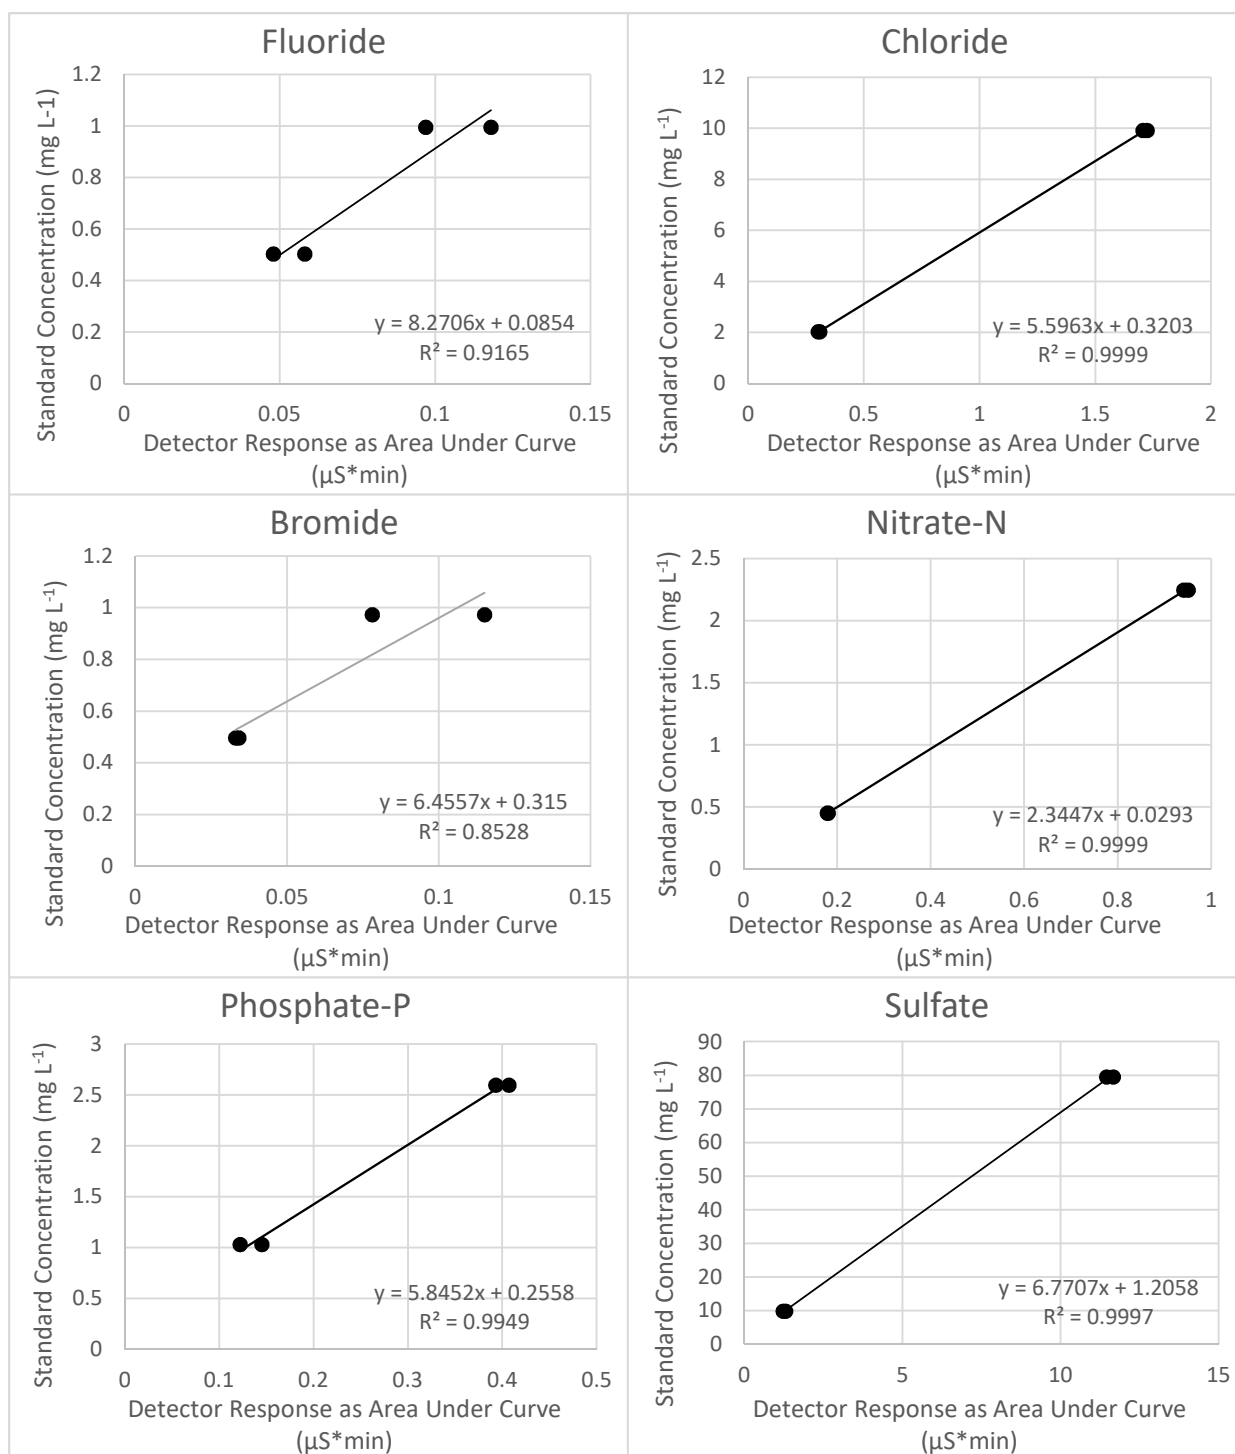 Fluoride
Standard Concentration (mg L-1)
1.2
1
0.8
0.6
0.4
0.2
0
y = 8.2706x + 0.0854
R² = 0.9165
0 0.05 0.1 0.15
Detector Response as Area Under Curve
(µS*min)
Chloride
Standard Concentration (mg L⁻¹)
12
10
8
6
4
2
0
y = 5.5963x + 0.3203
R² = 0.9999
0 0.5 1 1.5 2
Detector Response as Area Under Curve
(µS*min)
Bromide
Standard Concentration (mg L⁻¹)
1.2
1
0.8
0.6
0.4
0.2
0
y = 6.4557x + 0.315
R² = 0.8528
0 0.05 0.1 0.15
Detector Response as Area Under Curve
(µS*min)
Nitrate-N
Standard Concentration (mg L⁻¹)
2.5
2
1.5
1
0.5
0
y = 2.3447x + 0.0293
R² = 0.9999
0 0.2 0.4 0.6 0.8 1
Detector Response as Area Under Curve
(µS*min)
Phosphate-P
Standard Concentration (mg L⁻¹)
3
2.5
2
1.5
1
0.5
0
y = 5.8452x + 0.2558
R² = 0.9949
0 0.1 0.2 0.3 0.4 0.5
Detector Response as Area Under Curve
(µS*min)
Sulfate
Standard Concentration (mg L⁻¹)
90
80
70
60
50
40
30
20
10
0
y = 6.7707x + 1.2058
R² = 0.9997
0 5 10 15
Detector Response as Area Under Curve
(µS*min)